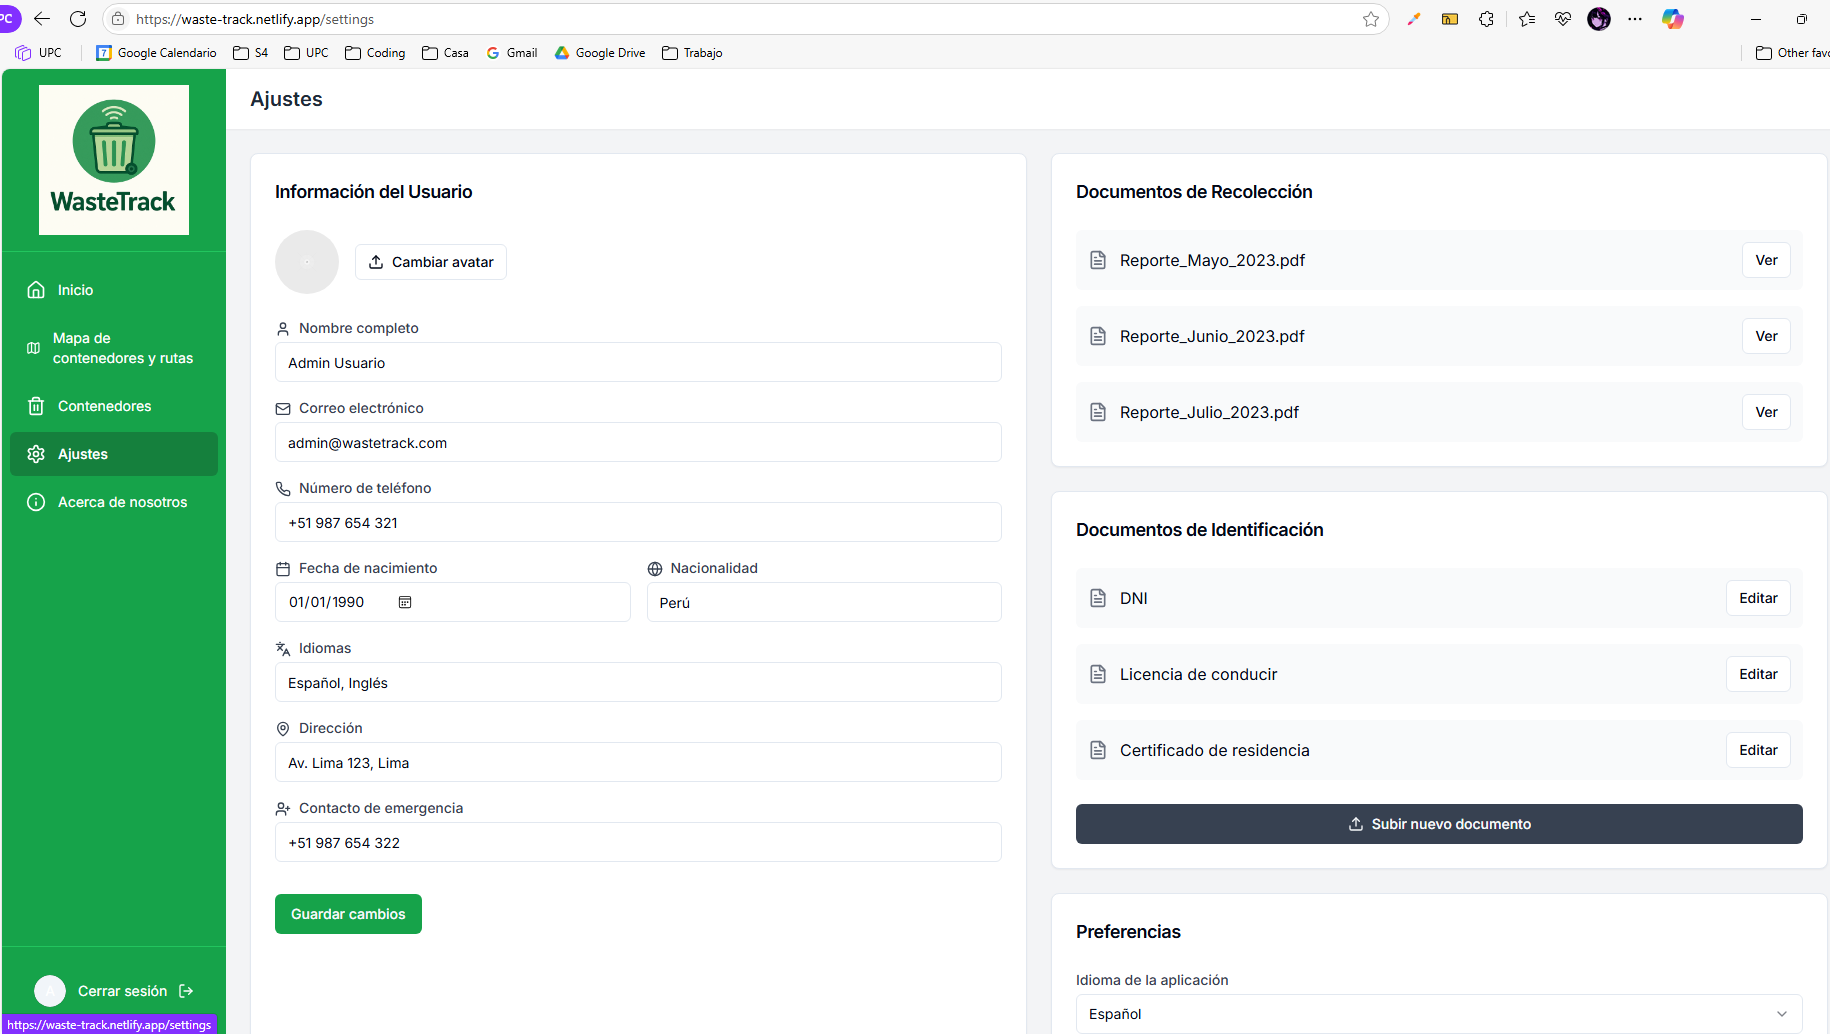 PC
https://waste-track.netlify.app/settings
UPC
7
Google Calendario
S4
UPC
Coding
Casa
G
Gmail
Google Drive
Trabajo
Other favo
WasteTrack
Inicio
Mapa de
contenedores y rutas
Contenedores
Ajustes
Acerca de nosotros
A
Cerrar sesión
https://waste-track.netlify.app/settings
Ajustes
Información del Usuario
Cambiar avatar
Nombre completo
Admin Usuario
Correo electrónico
admin@wastetrack.com
Número de teléfono
+51 987 654 321
Fecha de nacimiento
01/01/1990
Nacionalidad
Perú
Idiomas
Español, Inglés
Dirección
Av. Lima 123, Lima
Contacto de emergencia
+51 987 654 322
Guardar cambios
Documentos de Recolección
Reporte_Mayo_2023.pdf
Ver
Reporte_Junio_2023.pdf
Ver
Reporte_Julio_2023.pdf
Ver
Documentos de Identificación
DNI
Editar
Licencia de conducir
Editar
Certificado de residencia
Editar
Subir nuevo documento
Preferencias
Idioma de la aplicación
Español